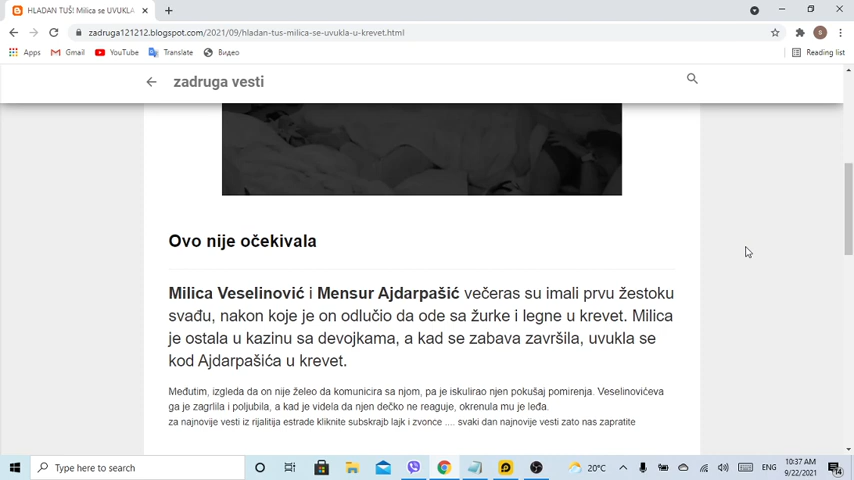 HLADAN TUŠ! Milica se UVUKLA
zadruga121212.blogspot.com/2021/09/hladan-tus-milica-se-uvukla-u-krevet.html
B
Apps Gmail YouTube Translate Видео Reading list
zadruga vesti
Ovo nije očekivala
Milica Veselinović i Mensur Ajdarpašić večeras su imali prvu žestoku
svađu, nakon koje je on odlučio da ode sa žurke i legne u krevet. Milica
je ostala u kazinu sa devojkama, a kad se zabava završila, uvukla se
kod Ajdarpašića u krevet.
Međutim, izgleda da on nije želeo da komunicira sa njom, pa je iskulirao njen pokušaj pomirenja. Veselinovićeva
ga je zagrlila i poljubila, a kad je videla da njen dečko ne reaguje, okrenula mu je leđa.
za najnovije vesti iz rijalitija estrade kliknite subskrajb lajk i zvonce .... svaki dan najnovije vesti zato nas zapratite
Type here to search
20°C
ENG
10:37 AM
9/22/2021
14